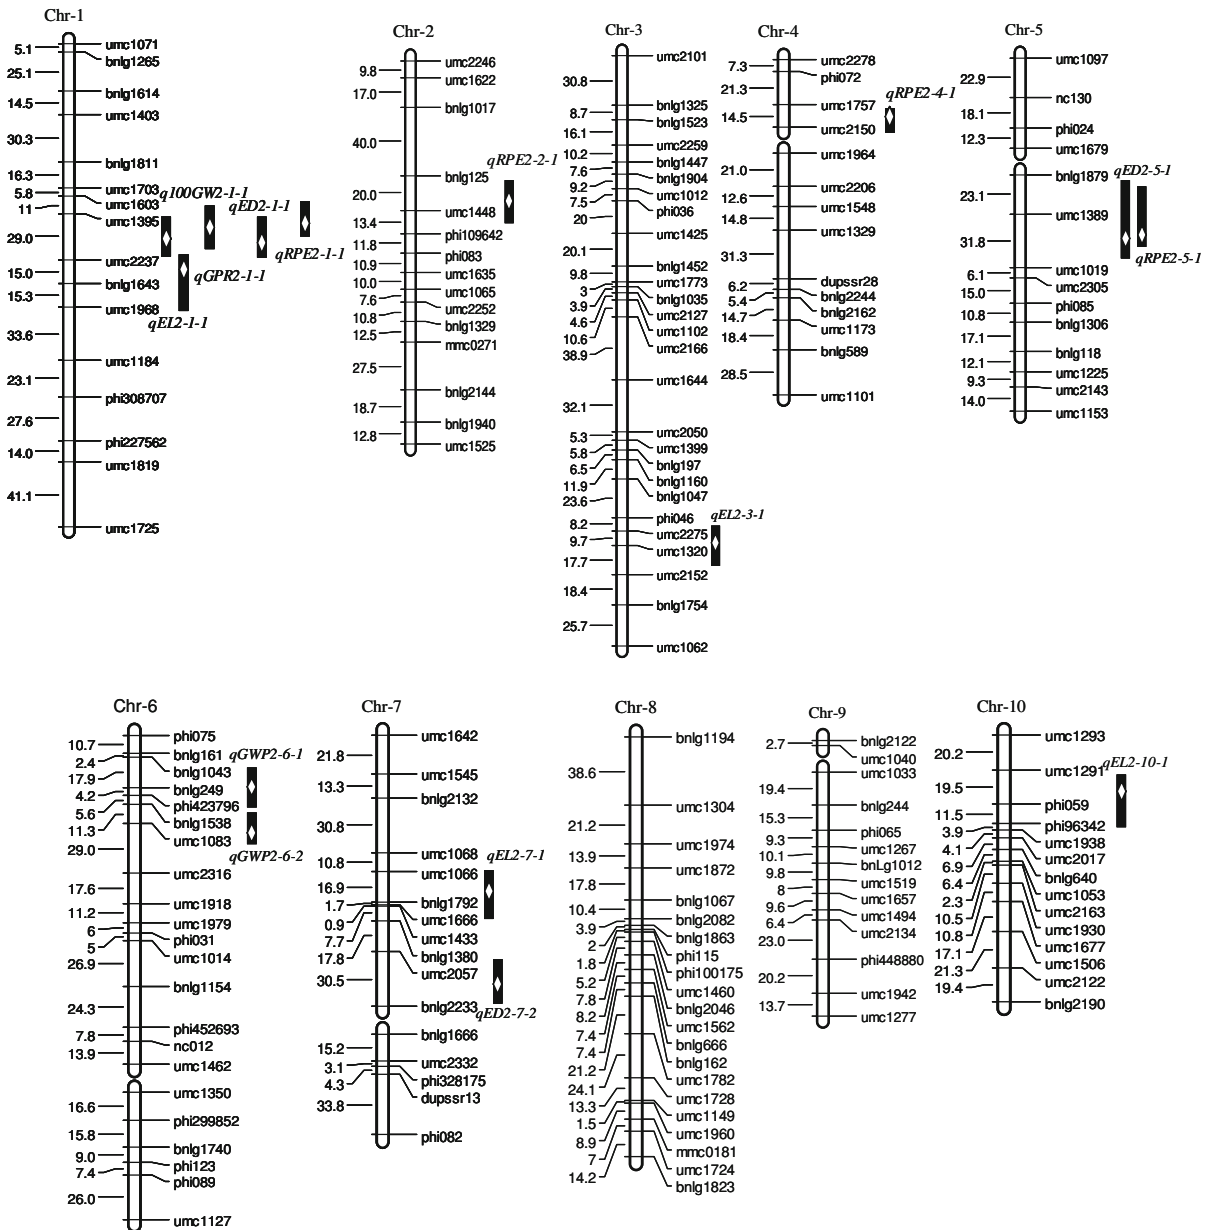 Chr-1
5.1
25.1
14.5
30.3
16.3
5.8
11
29.0
15.0
15.3
33.6
23.1
27.6
14.0
41.1
umc1071
bnlg1265
bnlg1614
umc1403
bnlg1811
umc1703
umc1603
umc1395
umc2237
bnlg1643
umc1968
umc1184
phi308707
phi227562
umc1819
umc1725
q100GW2-1-1
qED2-1-1
qRPE2-1-1
qGPR2-1-1
qEL2-1-1
Chr-2
9.8
17.0
40.0
20.0
13.4
11.8
10.9
10.0
7.6
10.8
12.5
27.5
18.7
12.8
umc2246
umc1622
bnlg1017
bnlg125
umc1448
phi109642
phi083
umc1635
umc1065
umc2252
bnlg1329
mmc0271
bnlg2144
bnlg1940
umc1525
qRPE2-2-1
Chr-3
30.8
8.7
16.1
10.2
7.6
9.2
7.5
20
20.1
9.8
3
3.9
4.6
10.6
38.9
32.1
5.3
5.8
6.5
11.9
23.6
8.2
9.7
17.7
18.4
25.7
umc2101
bnlg1325
bnlg1523
umc2259
bnlg1447
bnlg1904
umc1012
phi036
umc1425
bnlg1452
umc1773
bnlg1035
umc2127
umc1102
umc2166
umc1644
umc2050
umc1399
bnlg197
bnlg1160
bnlg1047
phi046
umc2275
umc1320
umc2152
bnlg1754
umc1062
qEL2-3-1
Chr-4
7.3
21.3
14.5
21.0
12.6
14.8
31.3
6.2
5.4
14.7
18.4
28.5
umc2278
phi072
umc1757
umc2150
umc1964
umc2206
umc1548
umc1329
dupssr28
bnlg2244
bnlg2162
umc1173
bnlg589
umc1101
qRPE2-4-1
Chr-5
22.9
18.1
12.3
23.1
31.8
6.1
15.0
10.8
17.1
12.1
9.3
14.0
umc1097
nc130
phi024
umc1679
bnlg1879
umc1389
umc1019
umc2305
phi085
bnlg1306
bnlg118
umc1225
umc2143
umc1153
qED2-5-1
qRPE2-5-1
Chr-6
10.7
2.4
17.9
4.2
5.6
11.3
29.0
17.6
11.2
6
5
26.9
24.3
7.8
13.9
16.6
15.8
9.0
7.4
26.0
phi075
bnlg161
bnlg1043
bnlg249
phi423796
bnlg1538
umc1083
umc2316
umc1918
umc1979
phi031
umc1014
bnlg1154
phi452693
nc012
umc1462
umc1350
phi299852
bnlg1740
phi123
phi089
umc1127
qGWP2-6-1
qGWP2-6-2
Chr-7
21.8
13.3
30.8
10.8
16.9
1.7
0.9
7.7
17.8
30.5
15.2
3.1
4.3
33.8
umc1642
umc1545
bnlg2132
umc1068
umc1066
bnlg1792
umc1666
umc1433
bnlg1380
umc2057
bnlg2233
bnlg1666
umc2332
phi328175
dupssr13
phi082
qEL2-7-1
qED2-7-2
Chr-8
38.6
21.2
13.9
17.8
10.4
3.9
2
1.8
5.2
7.8
8.2
7.4
7.4
21.2
24.1
13.3
1.5
8.9
7
14.2
bnlg1194
umc1304
umc1974
umc1872
bnlg1067
bnlg2082
bnlg1863
phi115
phi100175
umc1460
bnlg2046
umc1562
bnlg666
bnlg162
umc1782
umc1728
umc1149
umc1960
mmc0181
umc1724
bnlg1823
Chr-9
2.7
19.4
15.3
9.3
10.1
9.8
8
9.6
6.4
23.0
20.2
13.7
bnlg2122
umc1040
umc1033
bnlg244
phi065
umc1267
bnLg1012
umc1519
umc1657
umc1494
umc2134
phi448880
umc1942
umc1277
Chr-10
20.2
19.5
11.5
3.9
4.1
6.9
6.4
2.3
10.5
10.8
17.1
21.3
19.4
umc1293
umc1291
phi059
phi96342
umc1938
umc2017
bnlg640
umc1053
umc2163
umc1930
umc1677
umc1506
umc2122
bnlg2190
qEL2-10-1